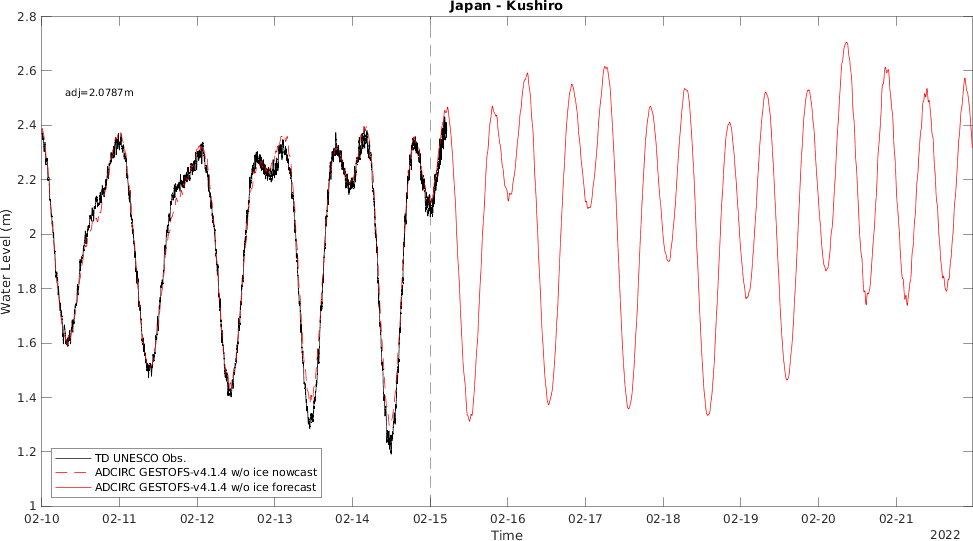 Japan - Kushiro
2.8
2.6
2.4
2.2
2
1.8
1.6
1.4
1.2
1
Water Level (m)
adj=2.0787m
TD UNESCO Obs.
ADCIRC GESTOFS-v4.1.4 w/o ice nowcast
ADCIRC GESTOFS-v4.1.4 w/o ice forecast
02-10 02-11 02-12 02-13 02-14 02-15 02-16 02-17 02-18 02-19 02-20 02-21
Time
2022